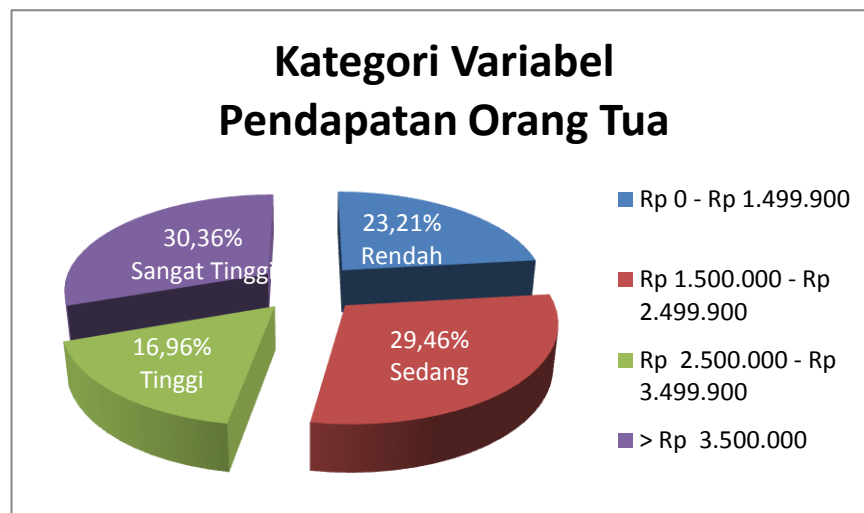 Kategori Variabel
Pendapatan Orang Tua
30,36%
Sangat Tinggi
23,21%
Rendah
16,96%
Tinggi
29,46%
Sedang
Rp 0 - Rp 1.499.900
Rp 1.500.000 - Rp
2.499.900
Rp 2.500.000 - Rp
3.499.900
> Rp 3.500.000